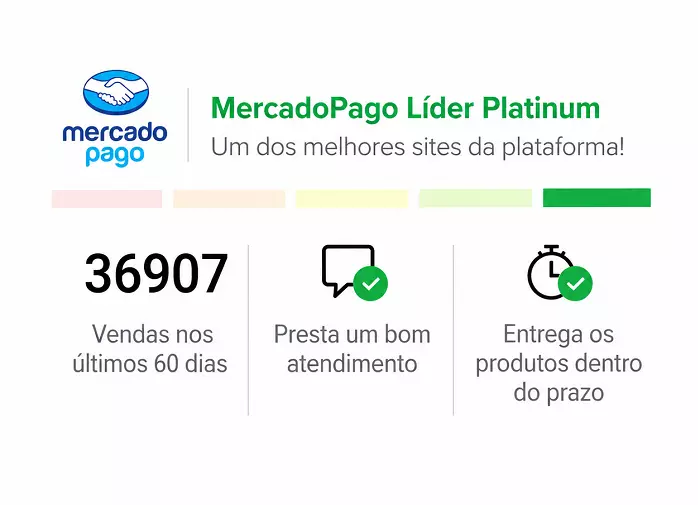 mercado
pago
MercadoPago Líder Platinum
Um dos melhores sites da plataforma!
36907
Vendas nos
últimos 60 dias
Presta um bom
atendimento
Entrega os
produtos dentro
do prazo